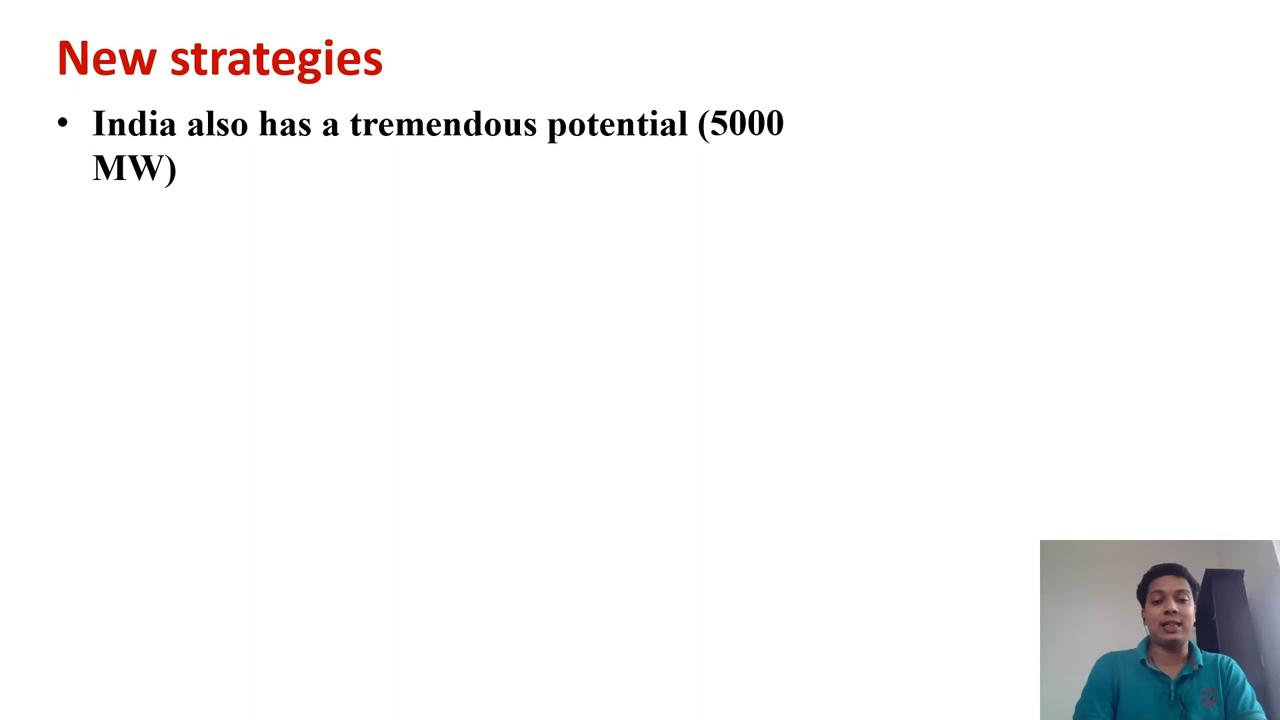 New strategies
• India also has a tremendous potential (5000
MW)